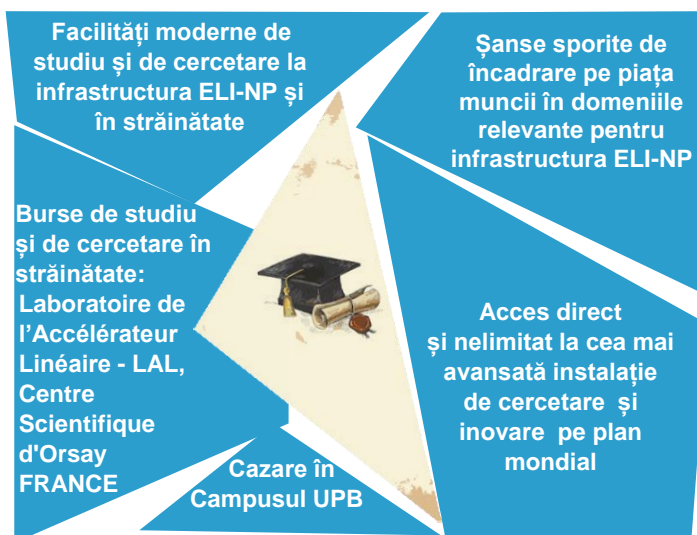 Facilități moderne de
studiu și de cercetare la
infrastructura ELI-NP și
în străinătate
Șanse sporite de
încadrare pe piața
muncii în domeniile
relevante pentru
infrastructura ELI-NP
Burse de studiu
și de cercetare în
străinătate:
Laboratoire de
l'Accélérateur
Linéaire - LAL,
Centre
Scientifique
d'Orsay
FRANCE
Acces direct
și nelimitat la cea mai
avansată instalație
de cercetare și
inovare pe plan
mondial
Cazare în
Campusul UPB